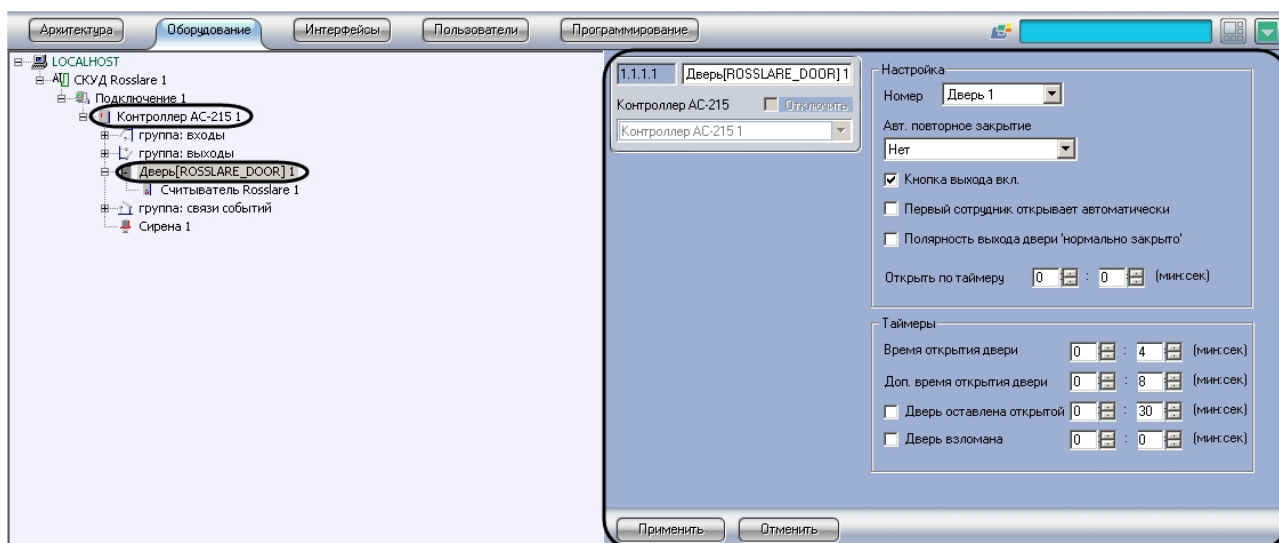 Архитектура Оборудование Интерфейсы Пользователи Программирование
LOCALHOST
СКУД Rosslare 1
Подключение 1
Контроллер AC-215 1
группа: входы
группа: выходы
Дверь[ROSSLARE_DOOR] 1
Считыватель Rosslare 1
группа: связи событий
Сирена 1
1.1.1.1 Дверь[ROSSLARE_DOOR] 1
Контроллер AC-215 Отключить
Контроллер AC-215 1
Настройка
Номер Дверь 1
Авт. повторное закрытие
Нет
Кнопка выхода вкл.
Первый сотрудник открывает автоматически
Полярность выхода двери 'нормально закрыто'
Открыть по таймеру 0 : 0 (мин:сек)
Таймеры
Время открытия двери 0 : 4 (мин:сек)
Доп. время открытия двери 0 : 8 (мин:сек)
Дверь оставлена открытой 0 : 30 (мин:сек)
Дверь взломана 0 : 0 (мин:сек)
Применить Отменить